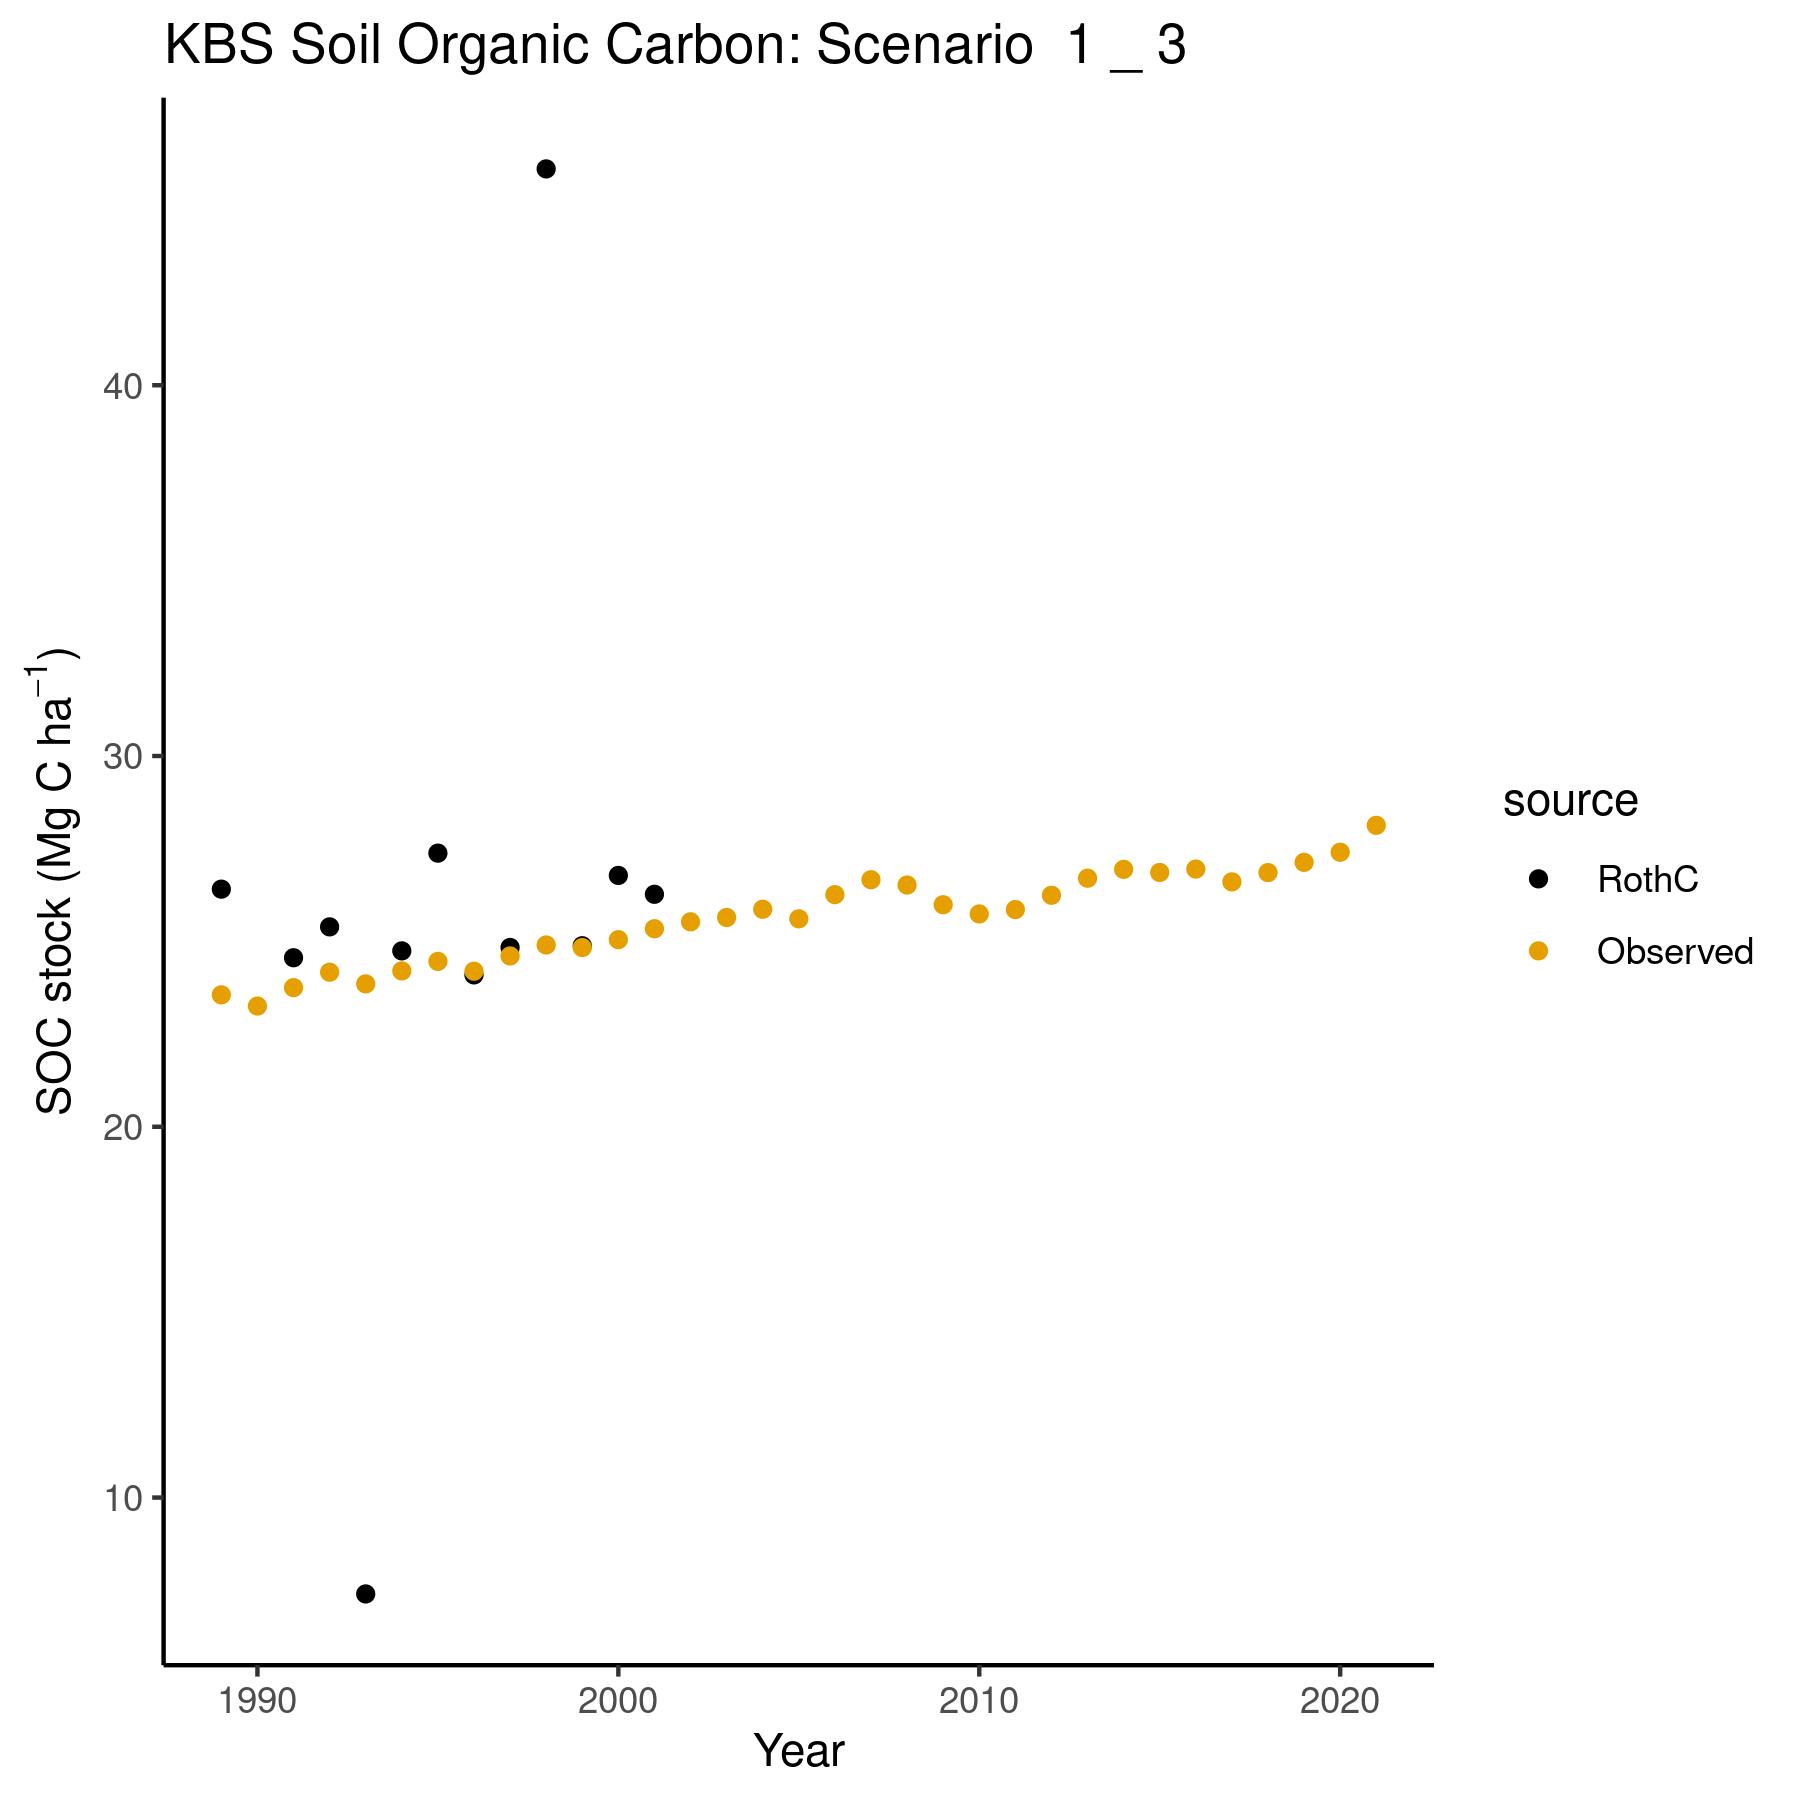 KBS Soil Organic Carbon: Scenario  1 _ 3
SOC stock (Mg C ha−1)
40
30
20
10
1990
2000
2010
2020
Year
source
RothC
Observed